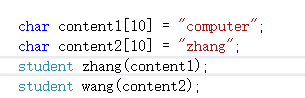 char content1[10] = "computer";
char content2[10] = "zhang";
student zhang(content1);
student wang(content2);